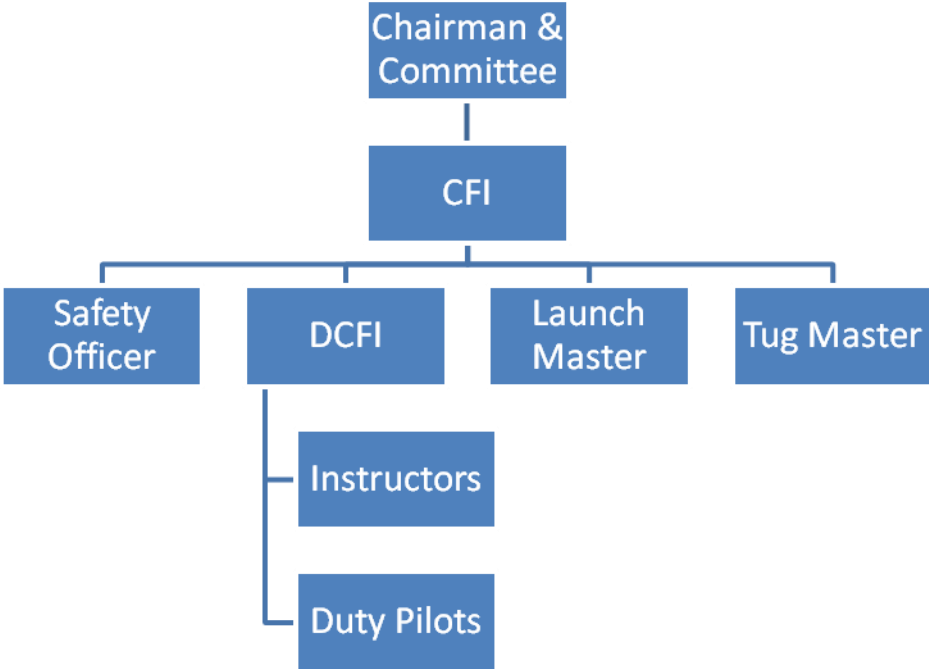 Chairman &
Committee
CFI
Safety
Officer
DCFI
Launch
Master
Tug Master
Instructors
Duty Pilots